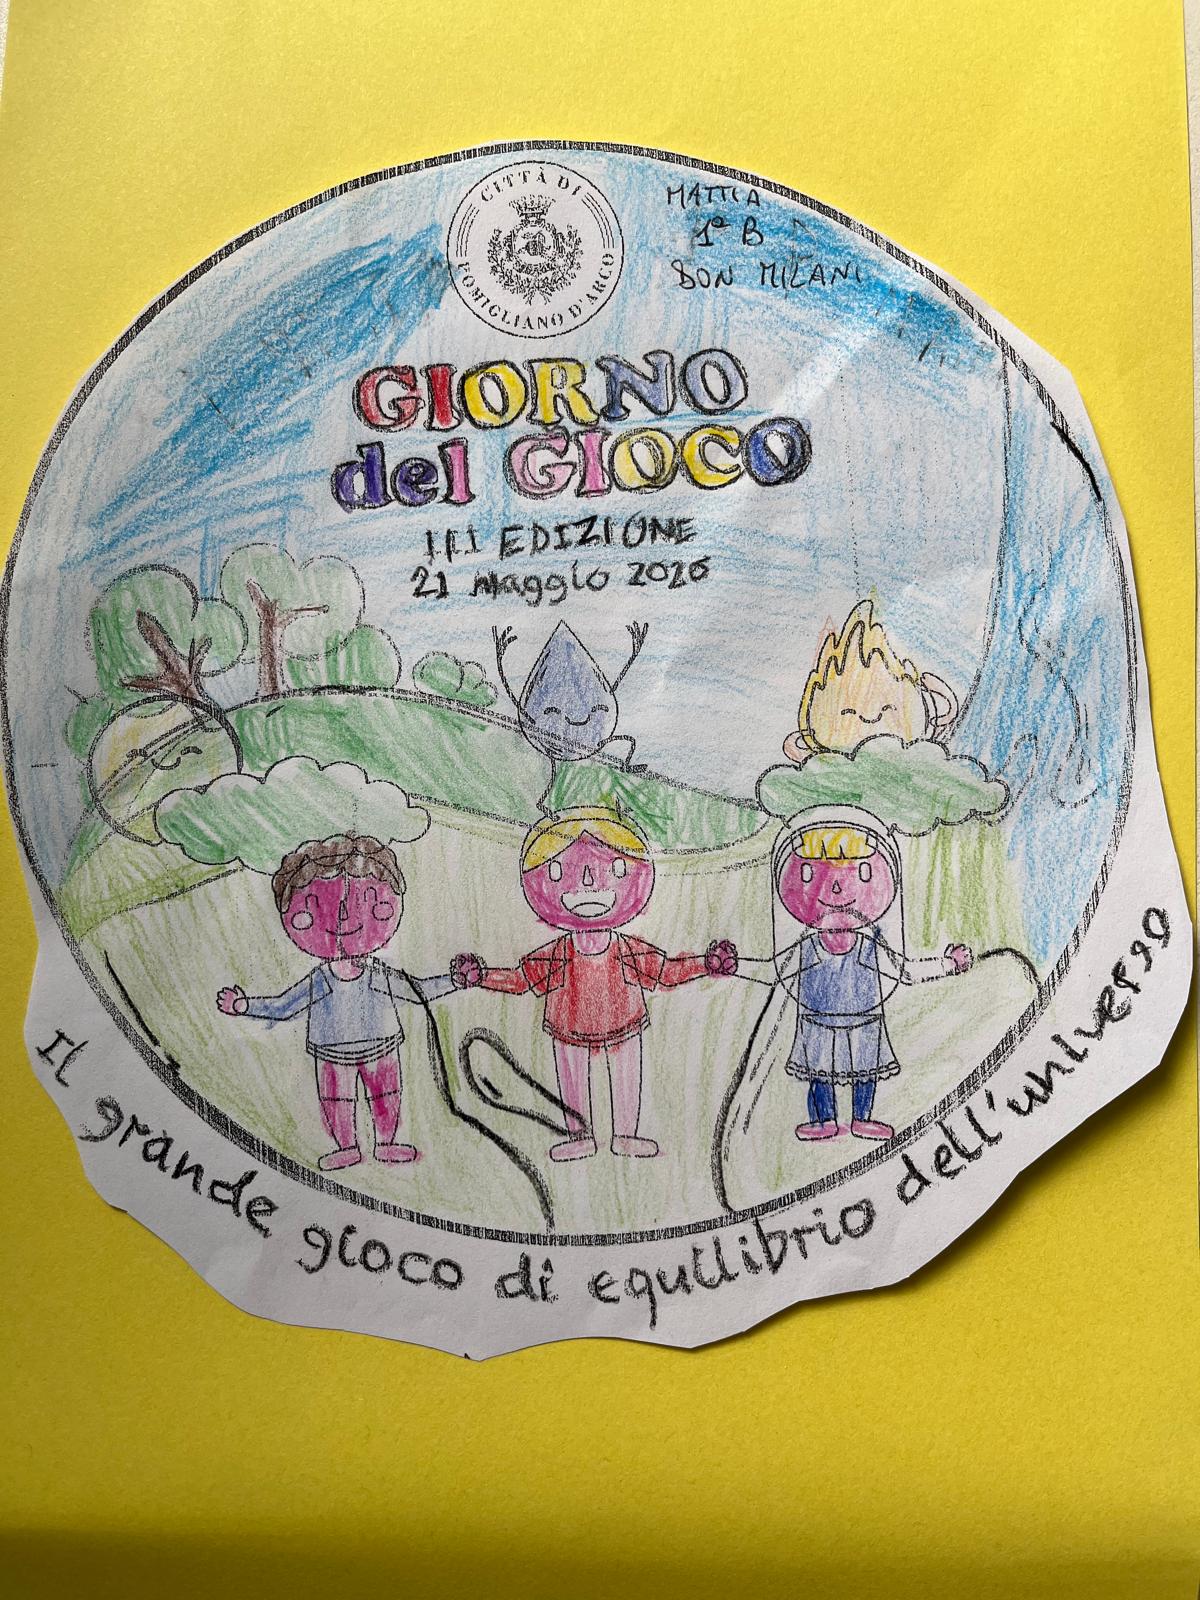 CITTÀ DI
POMIGLIANO D'ARCO
MATTIA
1ª B
DON MILANI
GIORNO
del GIOCO
III EDIZIONE
21 Maggio 2026
Il grande gioco di equilibrio dell'universo